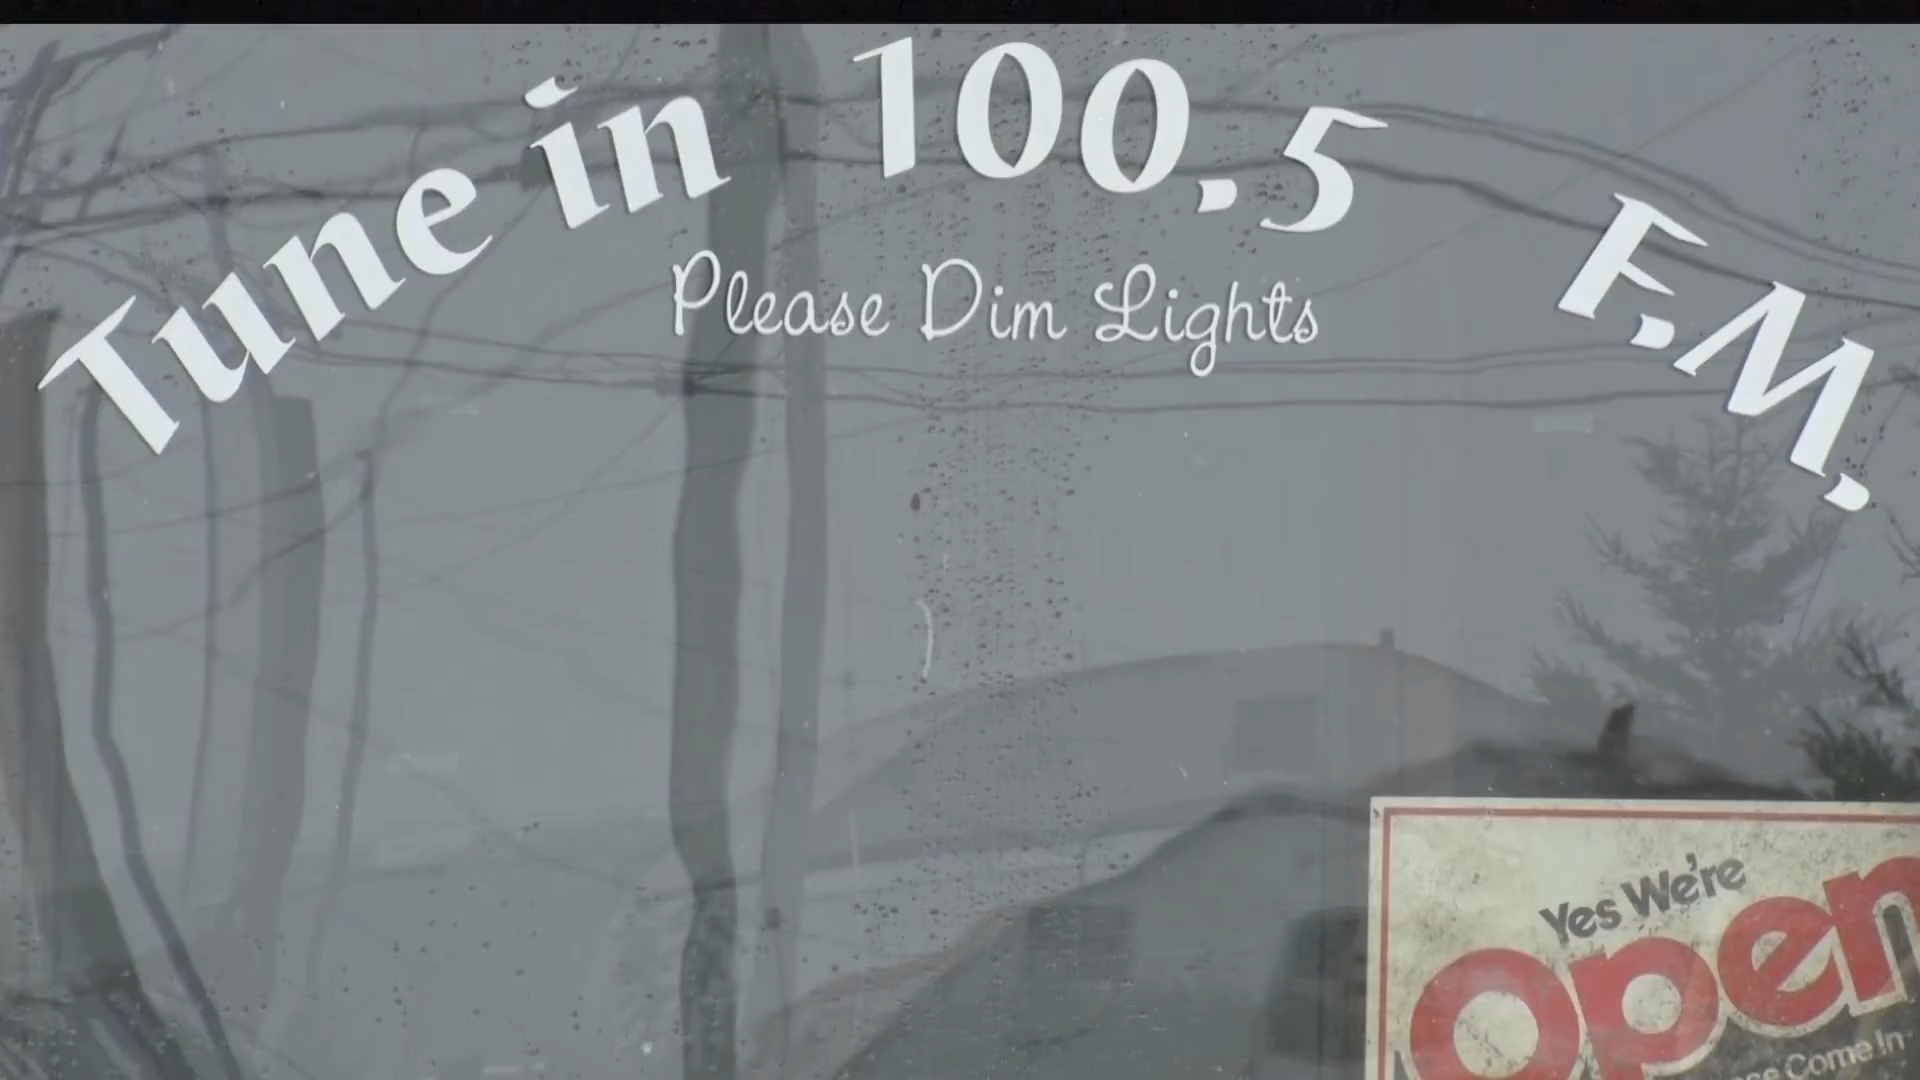 Tune in 100.5 F.M.
Please Dim Lights
Yes We're
Open
Come In